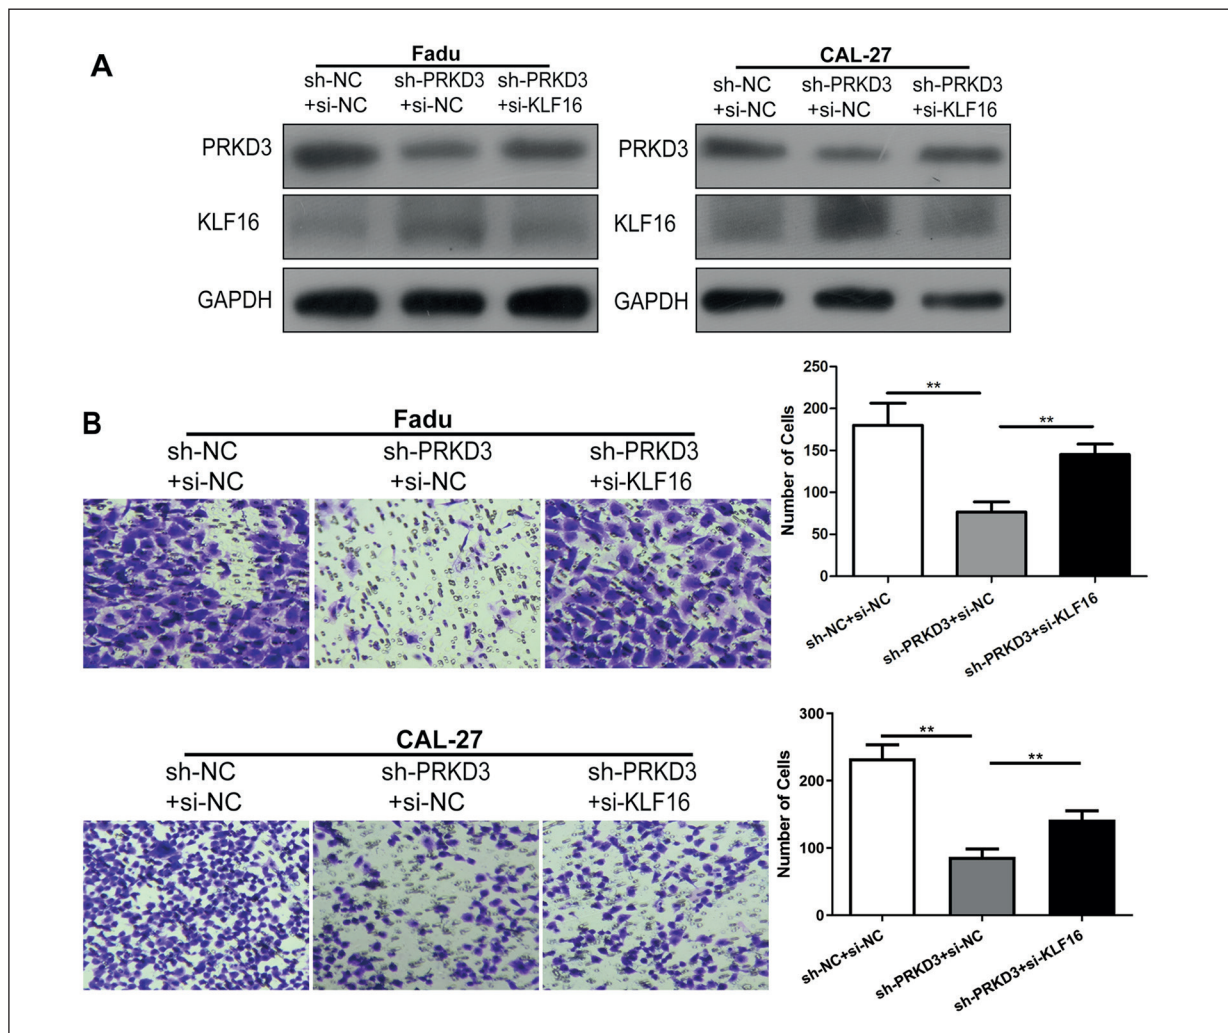 A
Fadu
sh-NC sh-PRKD3 sh-PRKD3
+si-NC +si-NC +si-KLF16
PRKD3
KLF16
GAPDH
CAL-27
sh-NC sh-PRKD3 sh-PRKD3
+si-NC +si-NC +si-KLF16
PRKD3
KLF16
GAPDH
B
Fadu
sh-NC sh-PRKD3 sh-PRKD3
+si-NC +si-NC +si-KLF16
Number of Cells
250
200
150
100
50
0
**
**
sh-NC+si-NC
sh-PRKD3+si-NC
sh-PRKD3+si-KLF16
CAL-27
sh-NC sh-PRKD3 sh-PRKD3
+si-NC +si-NC +si-KLF16
Number of Cells
300
200
100
0
**
**
sh-NC+si-NC
sh-PRKD3+si-NC
sh-PRKD3+si-KLF16